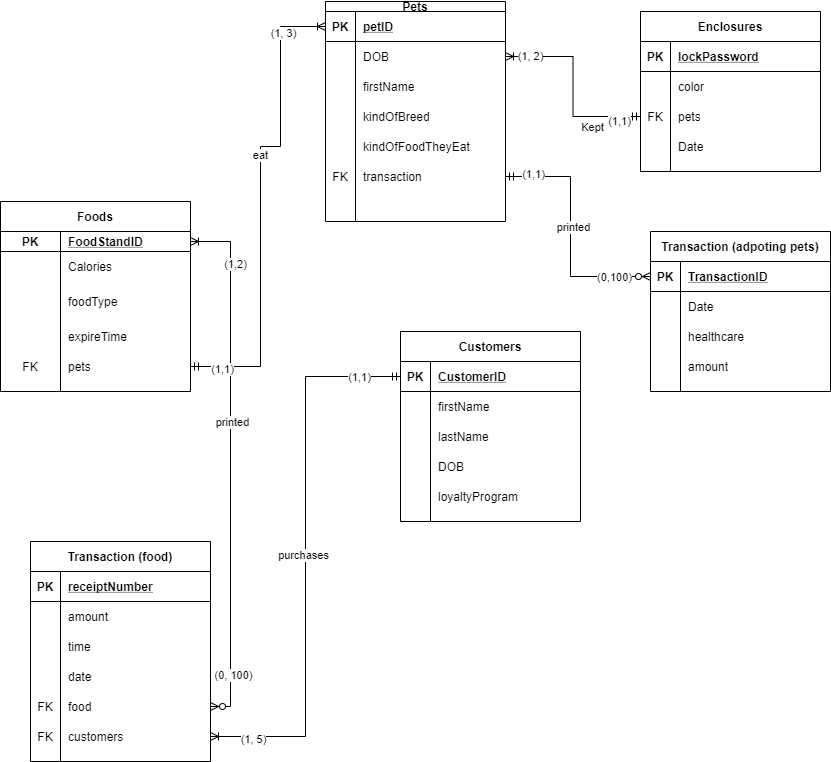 Pets
PK petID
DOB
firstName
kindOfBreed
kindOfFoodTheyEat
FK transaction
Enclosures
PK lockPassword
color
FK pets
Date
(1, 3)
(1, 2)
Kept (1,1)
eat
(1,1)
printed
(0,100)
Foods
PK FoodStandID
Calories
foodType
expireTime
FK pets
(1,2)
(1,1)
printed
(0, 100)
Transaction (adpoting pets)
PK TransactionID
Date
healthcare
amount
Customers
PK CustomerID
firstName
lastName
DOB
loyaltyProgram
(1,1)
purchases
(1, 5)
Transaction (food)
PK receiptNumber
amount
time
date
FK food
FK customers